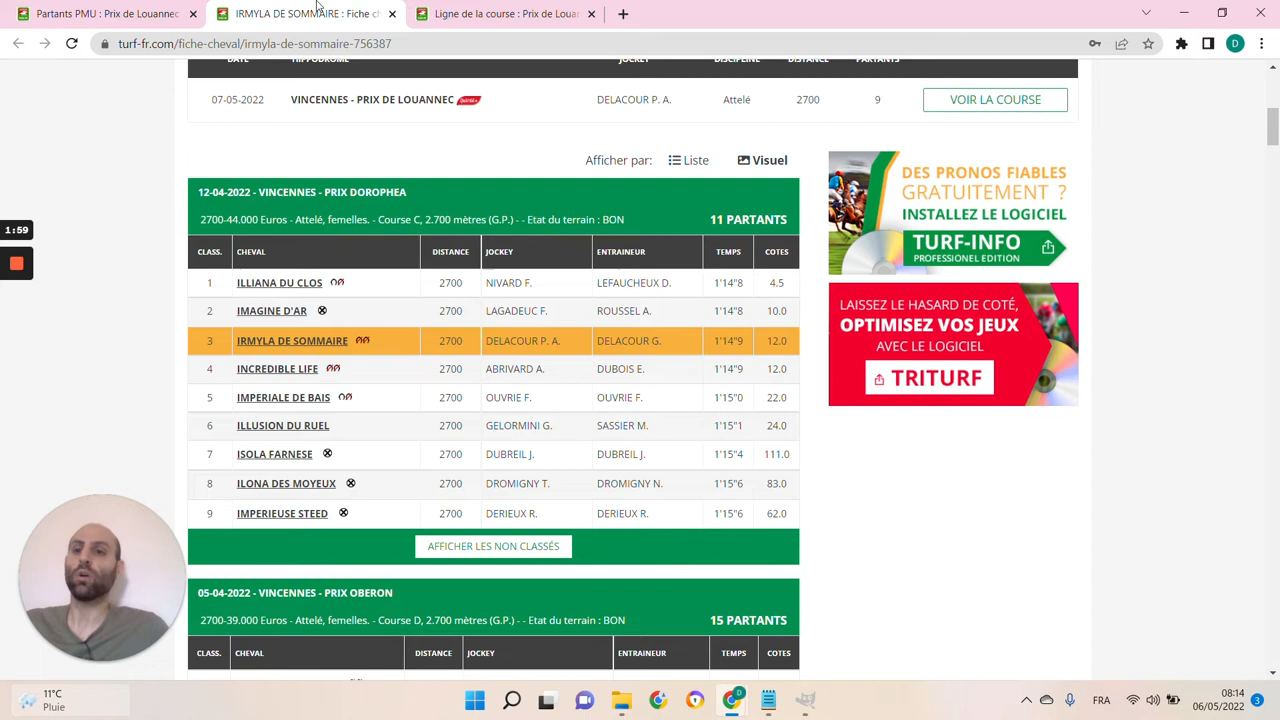 Partants PMU : Prix de Louannec
IRMYLA DE SOMMAIRE : Fiche ch
Ligne de la course : Prix de Louan
turf-fr.com/fiche-cheval/irmyla-de-sommaire-756387
D
DATE HIPPODROME JOCKEY DISCIPLINE DISTANCE PARTANTS
07-05-2022 VINCENNES - PRIX DE LOUANNEC Quinté+ DELACOUR P. A. Attelé 2700 9 VOIR LA COURSE
Afficher par: Liste Visuel
12-04-2022 - VINCENNES - PRIX DOROPHEA
2700-44.000 Euros - Attelé, femelles. - Course C, 2.700 mètres (G.P.) - - Etat du terrain : BON 11 PARTANTS
CLASS. CHEVAL DISTANCE JOCKEY ENTRAINEUR TEMPS COTES
1 ILLIANA DU CLOS 2700 NIVARD F. LEFAUCHEUX D. 1'14"8 4.5
2 IMAGINE D'AR 2700 LAGADEUC F. ROUSSEL A. 1'14"8 10.0
3 IRMYLA DE SOMMAIRE 2700 DELACOUR P. A. DELACOUR G. 1'14"9 12.0
4 INCREDIBLE LIFE 2700 ABRIVARD A. DUBOIS E. 1'14"9 12.0
5 IMPERIALE DE BAIS 2700 OUVRIE F. OUVRIE F. 1'15"0 22.0
6 ILLUSION DU RUEL 2700 GELORMINI G. SASSIER M. 1'15"1 24.0
7 ISOLA FARNESE 2700 DUBREIL J. DUBREIL J. 1'15"4 111.0
8 ILONA DES MOYEUX 2700 DROMIGNY T. DROMIGNY N. 1'15"6 83.0
9 IMPERIEUSE STEED 2700 DERIEUX R. DERIEUX R. 1'15"6 62.0
AFFICHER LES NON CLASSÉS
05-04-2022 - VINCENNES - PRIX OBERON
2700-39.000 Euros - Attelé, femelles. - Course D, 2.700 mètres (G.P.) - - Etat du terrain : BON 15 PARTANTS
CLASS. CHEVAL DISTANCE JOCKEY ENTRAINEUR TEMPS COTES
DES PRONOS FIABLES
GRATUITEMENT ?
INSTALLEZ LE LOGICIEL
TURF-INFO
PROFESSIONEL EDITION
LAISSEZ LE HASARD DE COTÉ,
OPTIMISEZ VOS JEUX
AVEC LE LOGICIEL
TRITURF
1:59
11°C
Pluie
D
FRA
08:14
06/05/2022
3